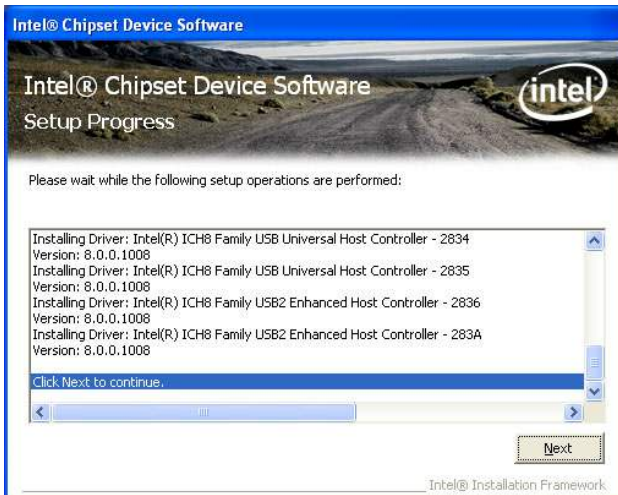 Intel® Chipset Device Software
Intel® Chipset Device Software
intel
Setup Progress
Please wait while the following setup operations are performed:
Installing Driver: Intel(R) ICH8 Family USB Universal Host Controller - 2834
Version: 8.0.0.1008
Installing Driver: Intel(R) ICH8 Family USB Universal Host Controller - 2835
Version: 8.0.0.1008
Installing Driver: Intel(R) ICH8 Family USB2 Enhanced Host Controller - 2836
Version: 8.0.0.1008
Installing Driver: Intel(R) ICH8 Family USB2 Enhanced Host Controller - 283A
Version: 8.0.0.1008
Click Next to continue.
Next
Intel® Installation Framework